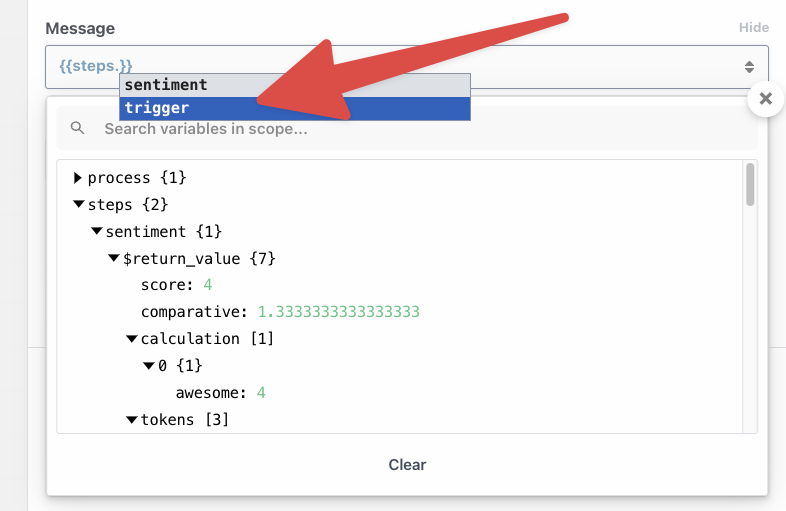 Message
Hide
{{steps.}}
sentiment
trigger
Search variables in scope...
process {1}
steps {2}
sentiment {1}
$return_value {7}
score: 4
comparative: 1.3333333333333333
calculation [1]
0 {1}
awesome: 4
tokens [3]
Clear